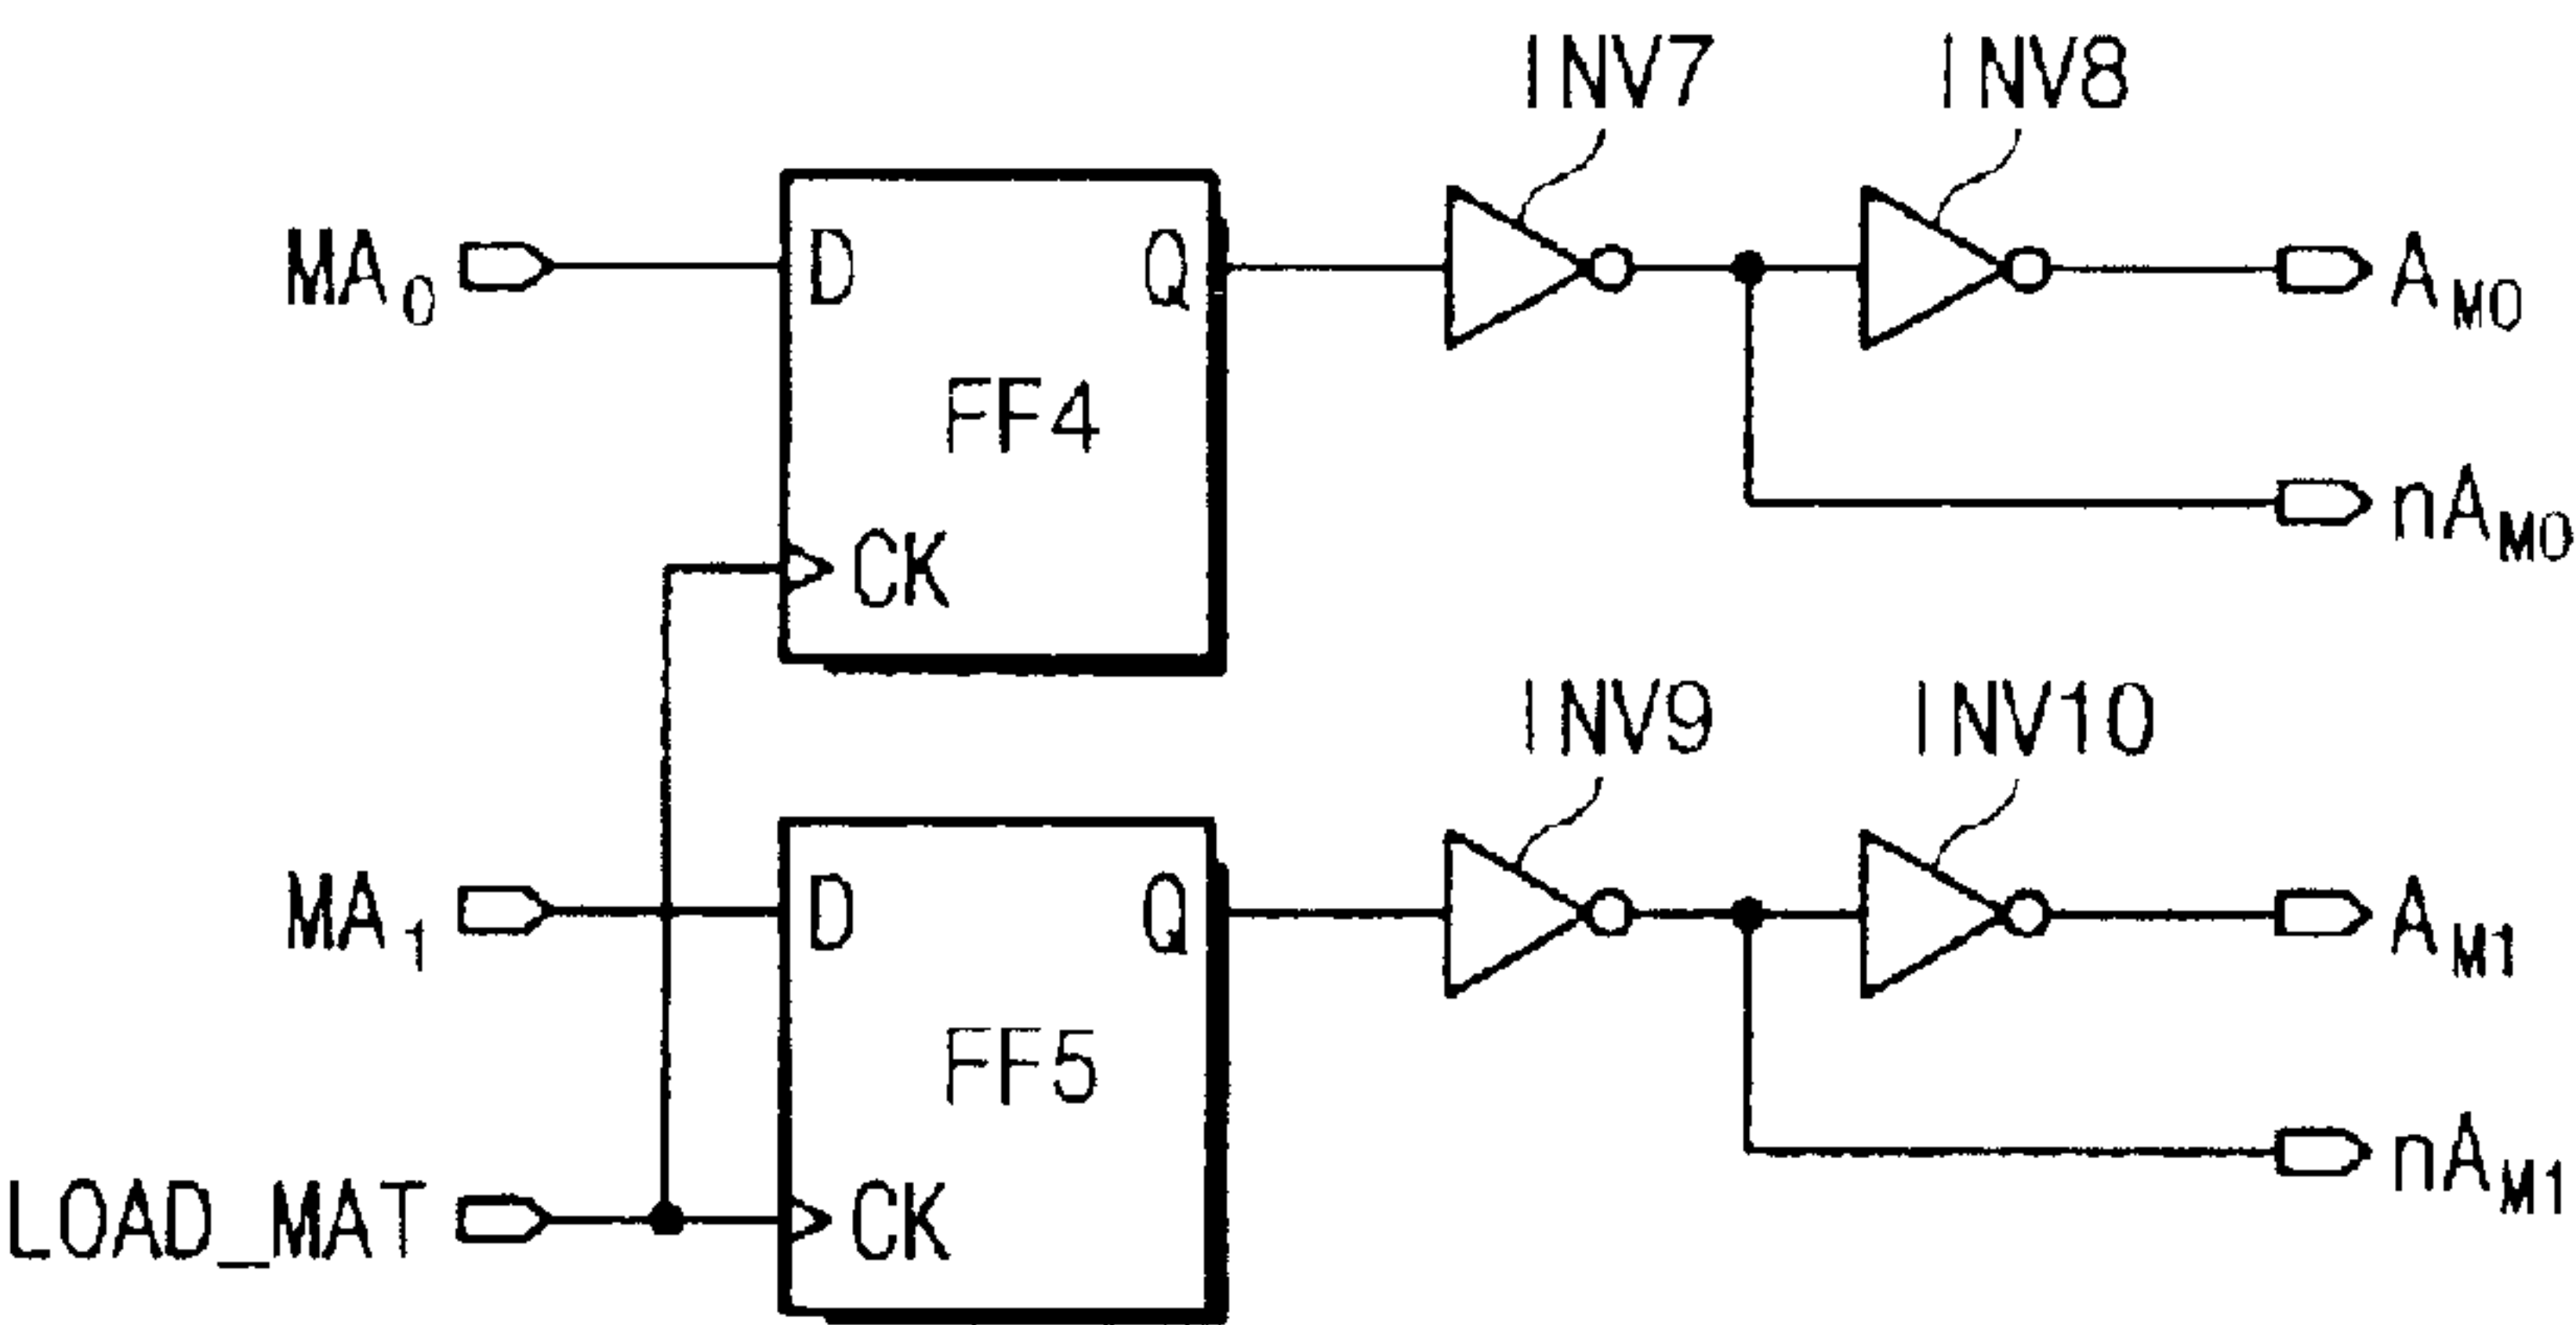 INV7 INV8
MA0 D Q AM0
FF4
nAM0
CK
INV9 INV10
MA1 D Q AM1
FF5
nAM1
LOAD_MAT CK